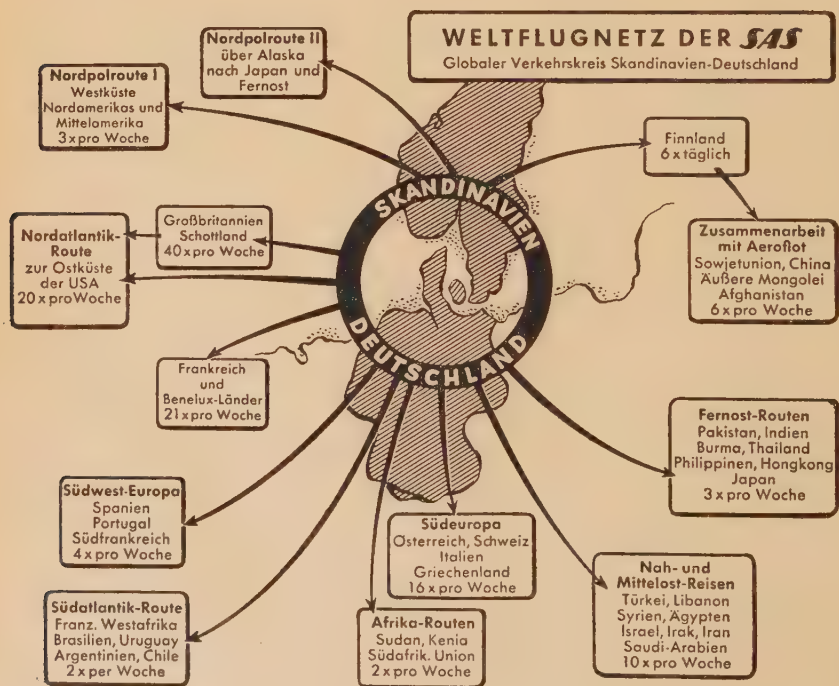 WELTFLUGNETZ DER SAS
Globaler Verkehrskreis Skandinavien-Deutschland
Nordpolroute II
über Alaska
nach Japan und
Fernost
Nordpolroute I
Westküste
Nordamerikas und
Mittelamerika
3x pro Woche
Finnland
6x täglich
SKANDINAVIEN
DEUTSCHLAND
Großbritannien
Schottland
40x pro Woche
Nordatlantik-
Route
zur Ostküste
der USA
20x pro Woche
Zusammenarbeit
mit Aeroflot
Sowjetunion, China
Äußere Mongolei
Afghanistan
6x pro Woche
Frankreich
und
Benelux-Länder
21x pro Woche
Fernost-Routen
Pakistan, Indien
Burma, Thailand
Philippinen, Hongkong
Japan
3x pro Woche
Südwest-Europa
Spanien
Portugal
Südfrankreich
4x pro Woche
Südeuropa
Österreich, Schweiz
Italien
Griechenland
16x pro Woche
Nah- und
Mittelost-Reisen
Türkei, Libanon
Syrien, Ägypten
Israel, Irak, Iran
Saudi-Arabien
10x pro Woche
Südatlantik-Route
Franz. Westafrika
Brasilien, Uruguay
Argentinien, Chile
2x per Woche
Afrika-Routen
Sudan, Kenia
Südafrik. Union
2x pro Woche